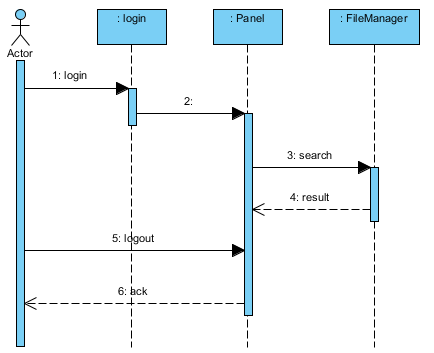 : login
: Panel
: FileManager
Actor
1: login
2:
3: search
4: result
5: logout
6: ack